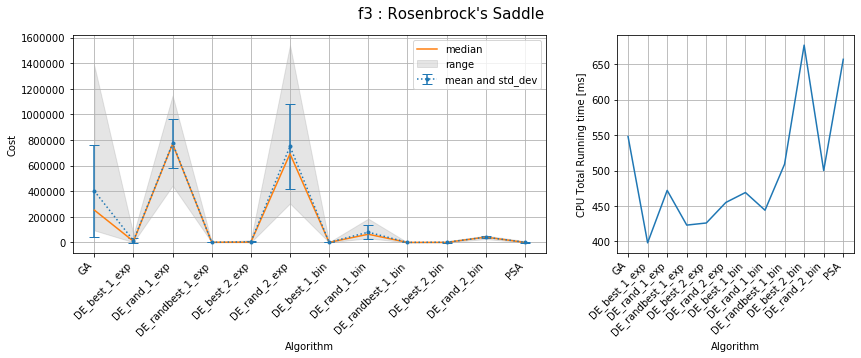 f3 : Rosenbrock's Saddle
1600000
1400000
1200000
1000000
800000
600000
400000
200000
0
Cost
median
range
mean and std_dev
GA
DE_best_1_exp
DE_rand_1_exp
DE_randbest_1_exp
DE_best_2_exp
DE_rand_2_exp
DE_best_1_bin
DE_rand_1_bin
DE_randbest_1_bin
DE_best_2_bin
DE_rand_2_bin
PSA
Algorithm
650
600
550
500
450
400
CPU Total Running time [ms]
GA
DE_best_1_exp
DE_rand_1_exp
DE_randbest_1_exp
DE_best_2_exp
DE_rand_2_exp
DE_best_1_bin
DE_rand_1_bin
DE_randbest_1_bin
DE_best_2_bin
DE_rand_2_bin
PSA
Algorithm